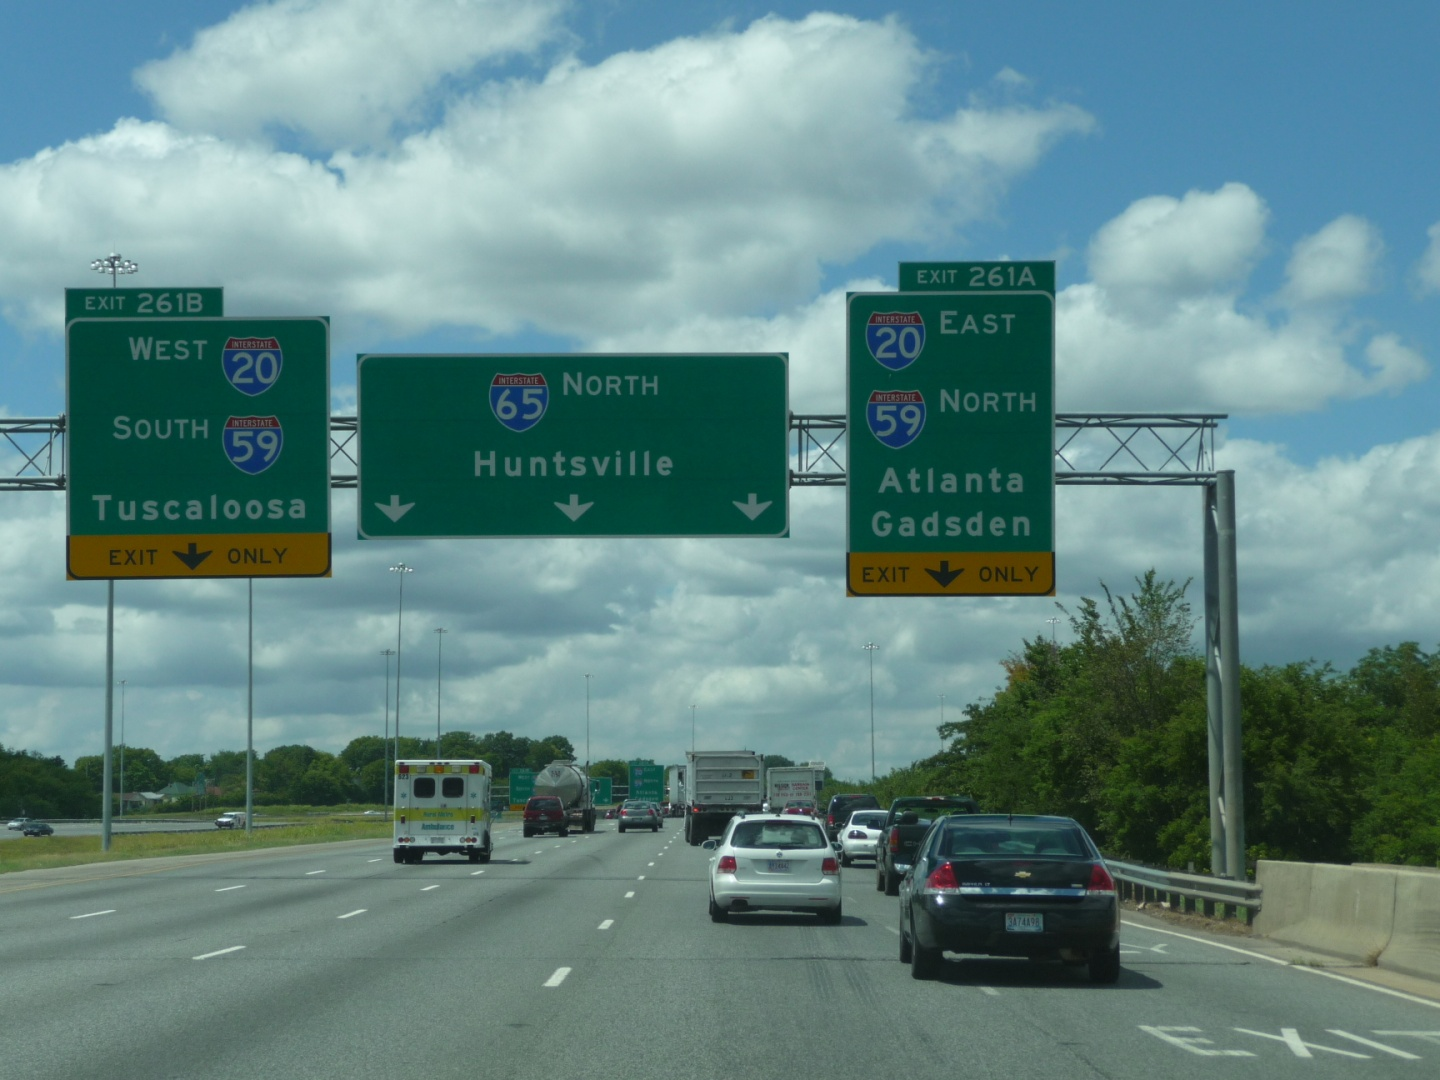 EXIT 261B
WEST INTERSTATE 20
SOUTH INTERSTATE 59
Tuscaloosa
EXIT ONLY
INTERSTATE 65 NORTH
Huntsville
EXIT 261A
INTERSTATE 20 EAST
INTERSTATE 59 NORTH
Atlanta
Gadsden
EXIT ONLY
Ambulance
EXIT